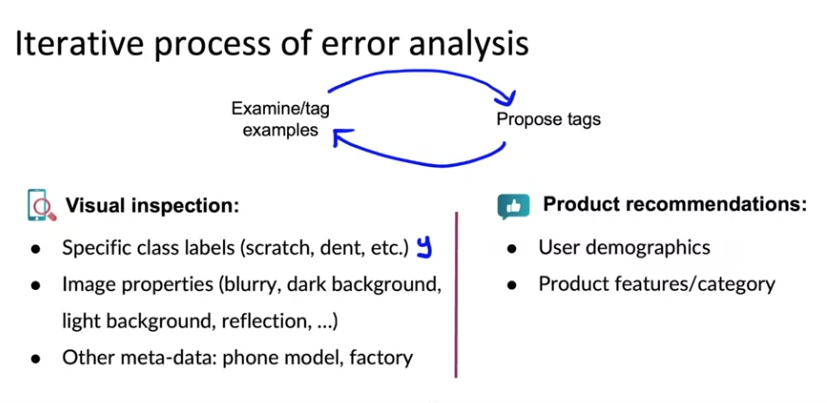 Iterative process of error analysis
Examine/tag
examples
Propose tags
Visual inspection:
● Specific class labels (scratch, dent, etc.) y
● Image properties (blurry, dark background,
light background, reflection, ...)
● Other meta-data: phone model, factory
Product recommendations:
● User demographics
● Product features/category